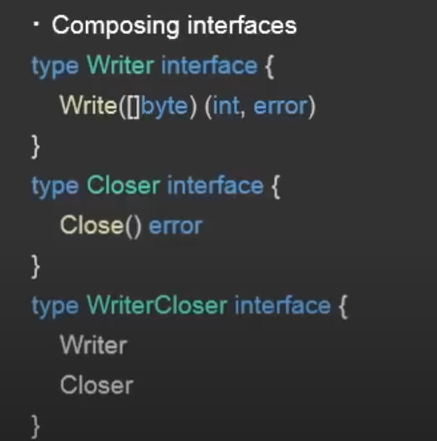 · Composing interfaces
type Writer interface {
Write([]byte) (int, error)
}
type Closer interface {
Close() error
}
type WriterCloser interface {
Writer
Closer
}